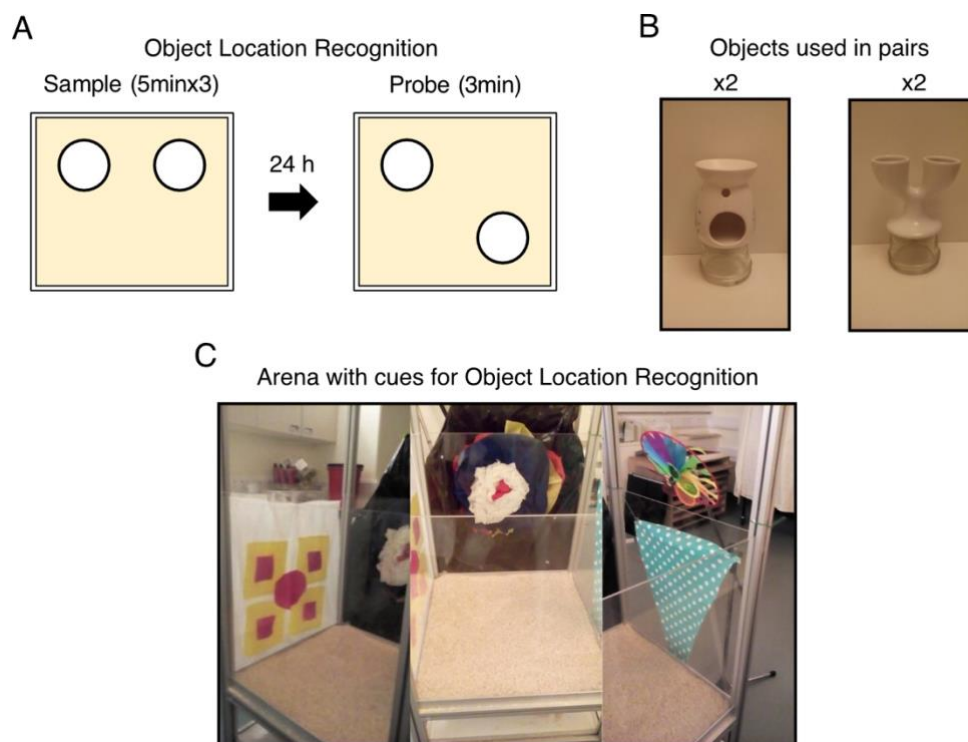 A
Object Location Recognition
Sample (5minx3)
Probe (3min)
24 h
B
Objects used in pairs
x2
x2
C
Arena with cues for Object Location Recognition